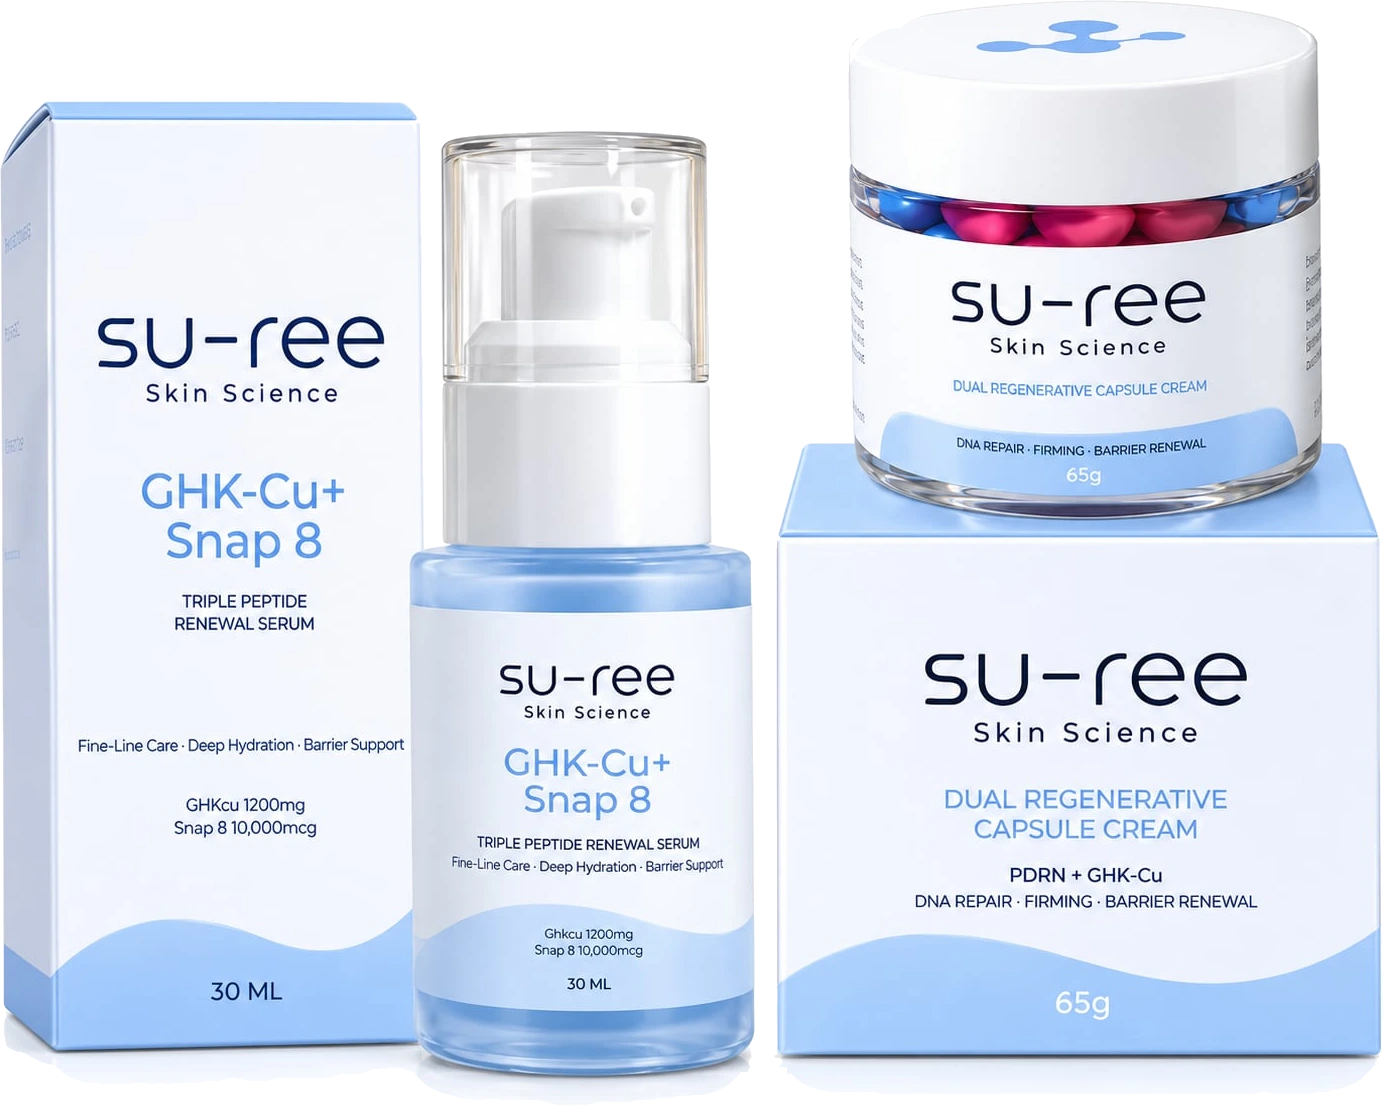 su-ree
Skin Science
GHK-Cu+
Snap 8
TRIPLE PEPTIDE
RENEWAL SERUM
Fine-Line Care · Deep Hydration · Barrier Support
GHKcu 1200mg
Snap 8 10,000mcg
30 ML
su-ree
Skin Science
GHK-Cu+
Snap 8
TRIPLE PEPTIDE RENEWAL SERUM
Fine-Line Care · Deep Hydration · Barrier Support
Ghkcu 1200mg
Snap 8 10,000mcg
30 ML
su-ree
Skin Science
DUAL REGENERATIVE CAPSULE CREAM
DNA REPAIR · FIRMING · BARRIER RENEWAL
65g
su-ree
Skin Science
DUAL REGENERATIVE
CAPSULE CREAM
PDRN + GHK-Cu
DNA REPAIR · FIRMING · BARRIER RENEWAL
65g